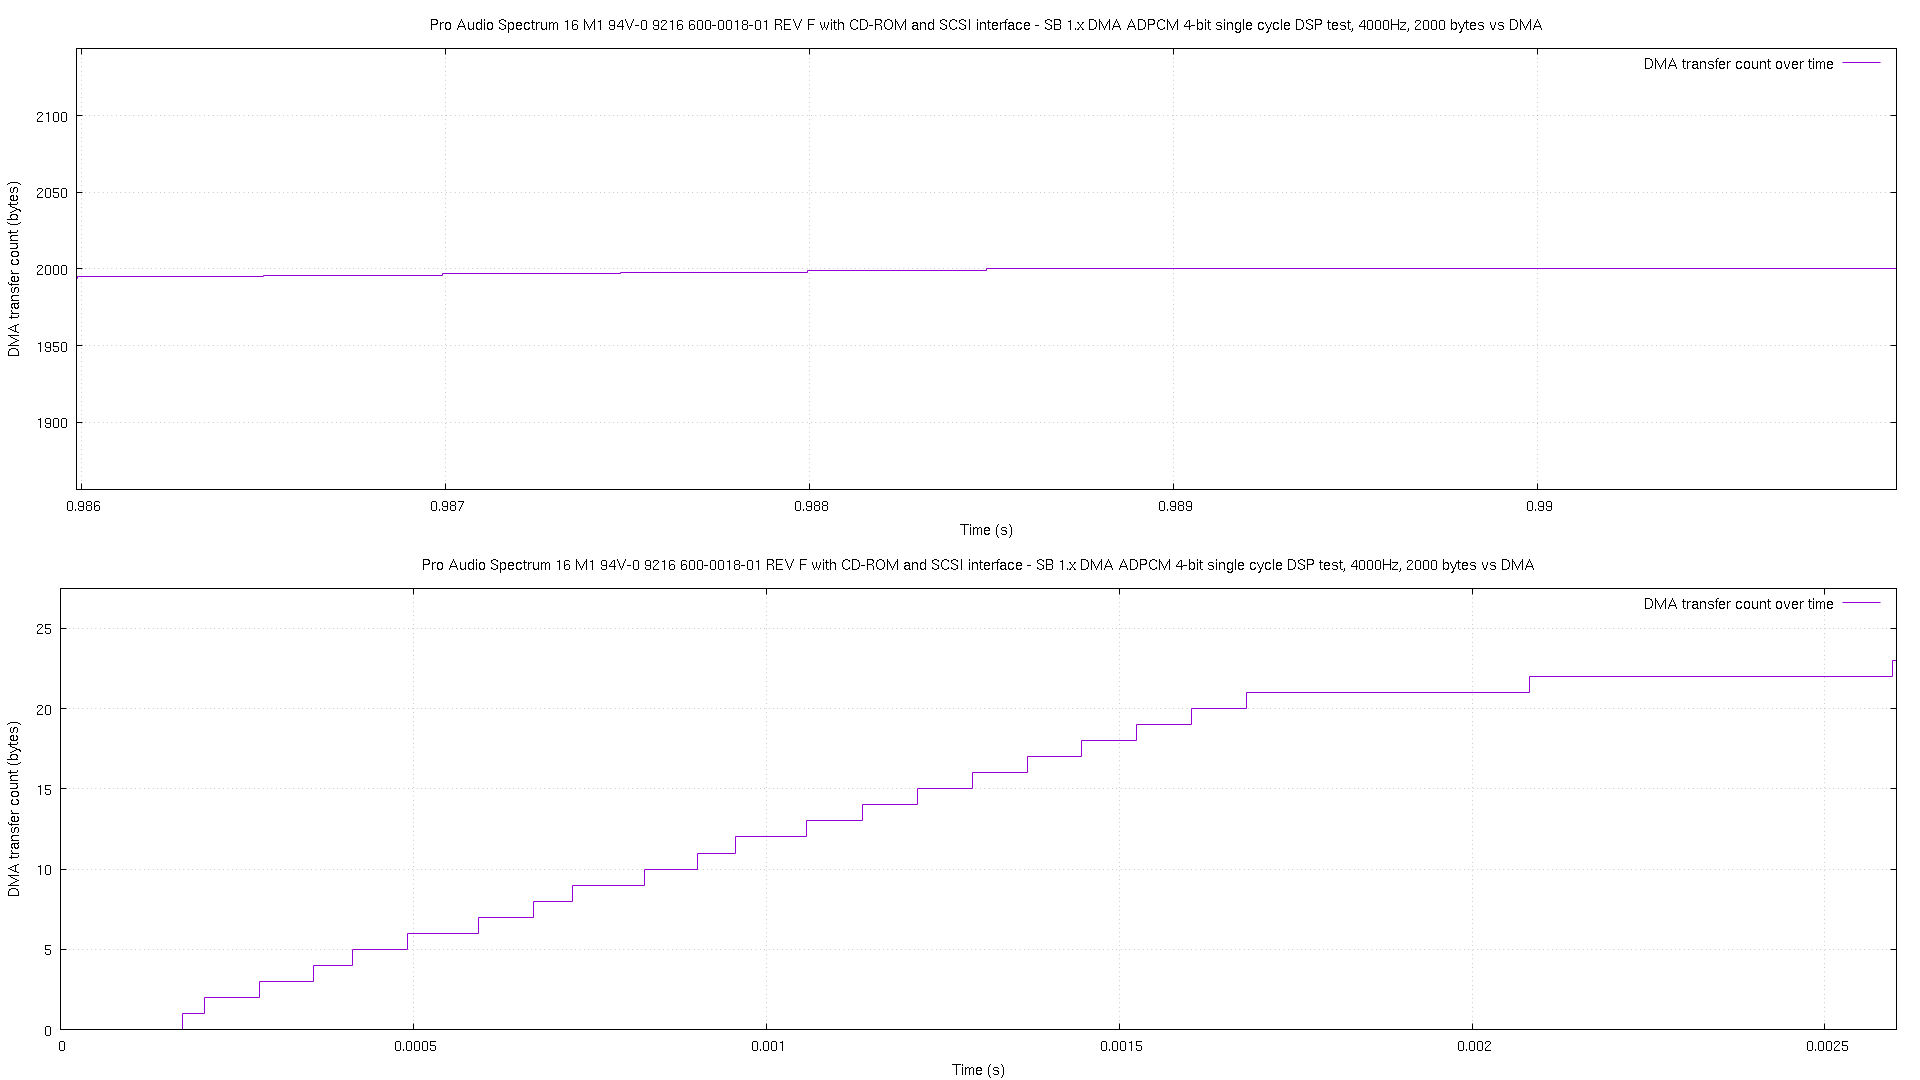 Pro Audio Spectrum 16 M1 94V-0 9216 600-0018-01 REV F with CD-ROM and SCSI interface - SB 1.x DMA ADPCM 4-bit single cycle DSP test, 4000Hz, 2000 bytes vs DMA
DMA transfer count over time
DMA transfer count (bytes)
2100
2050
2000
1950
1900
0.986 0.987 0.988 0.989 0.99
Time (s)
Pro Audio Spectrum 16 M1 94V-0 9216 600-0018-01 REV F with CD-ROM and SCSI interface - SB 1.x DMA ADPCM 4-bit single cycle DSP test, 4000Hz, 2000 bytes vs DMA
DMA transfer count over time
DMA transfer count (bytes)
25
20
15
10
5
0
0 0.0005 0.001 0.0015 0.002 0.0025
Time (s)